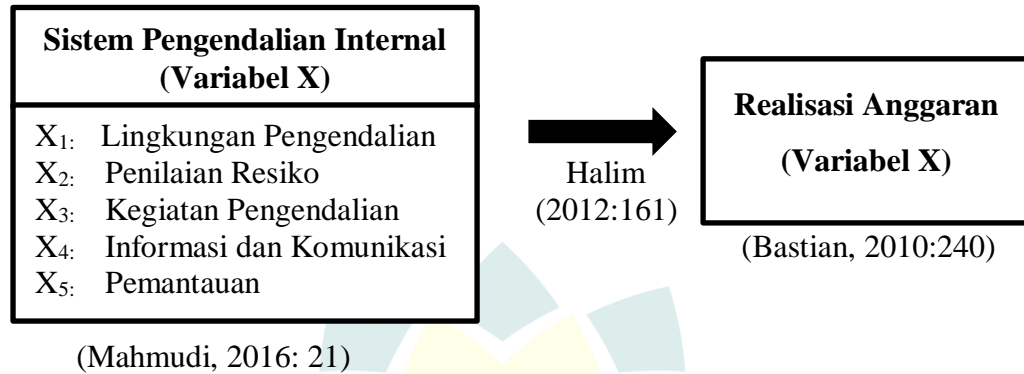 Sistem Pengendalian Internal
(Variabel X)
X1: Lingkungan Pengendalian
X2: Penilaian Resiko
X3: Kegiatan Pengendalian
X4: Informasi dan Komunikasi
X5: Pemantauan
(Mahmudi, 2016: 21)
Halim
(2012:161)
Realisasi Anggaran
(Variabel X)
(Bastian, 2010:240)